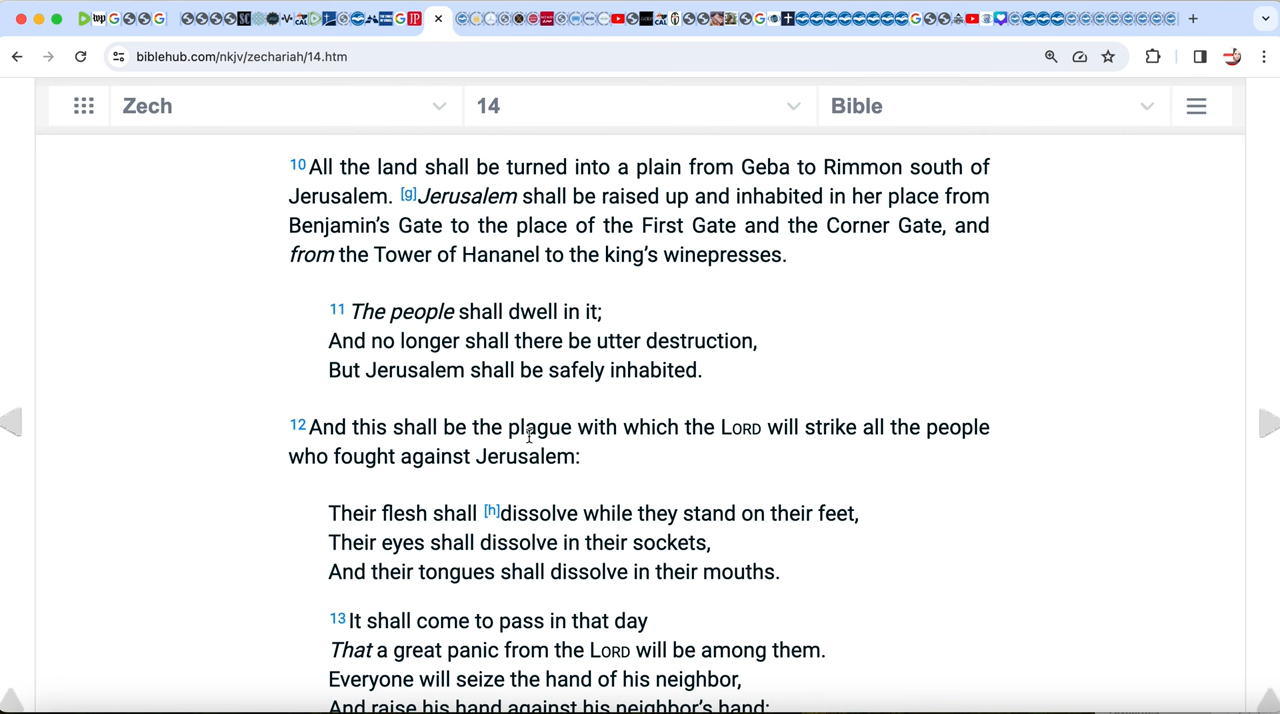 biblehub.com/nkjv/zechariah/14.htm
Zech 14 Bible
10 All the land shall be turned into a plain from Geba to Rimmon south of
Jerusalem. [g]Jerusalem shall be raised up and inhabited in her place from
Benjamin’s Gate to the place of the First Gate and the Corner Gate, and
from the Tower of Hananel to the king’s winepresses.
11 The people shall dwell in it;
And no longer shall there be utter destruction,
But Jerusalem shall be safely inhabited.
12 And this shall be the plague with which the LORD will strike all the people
who fought against Jerusalem:
Their flesh shall [h]dissolve while they stand on their feet,
Their eyes shall dissolve in their sockets,
And their tongues shall dissolve in their mouths.
13 It shall come to pass in that day
That a great panic from the LORD will be among them.
Everyone will seize the hand of his neighbor,
And raise his hand against his neighbor’s hand;